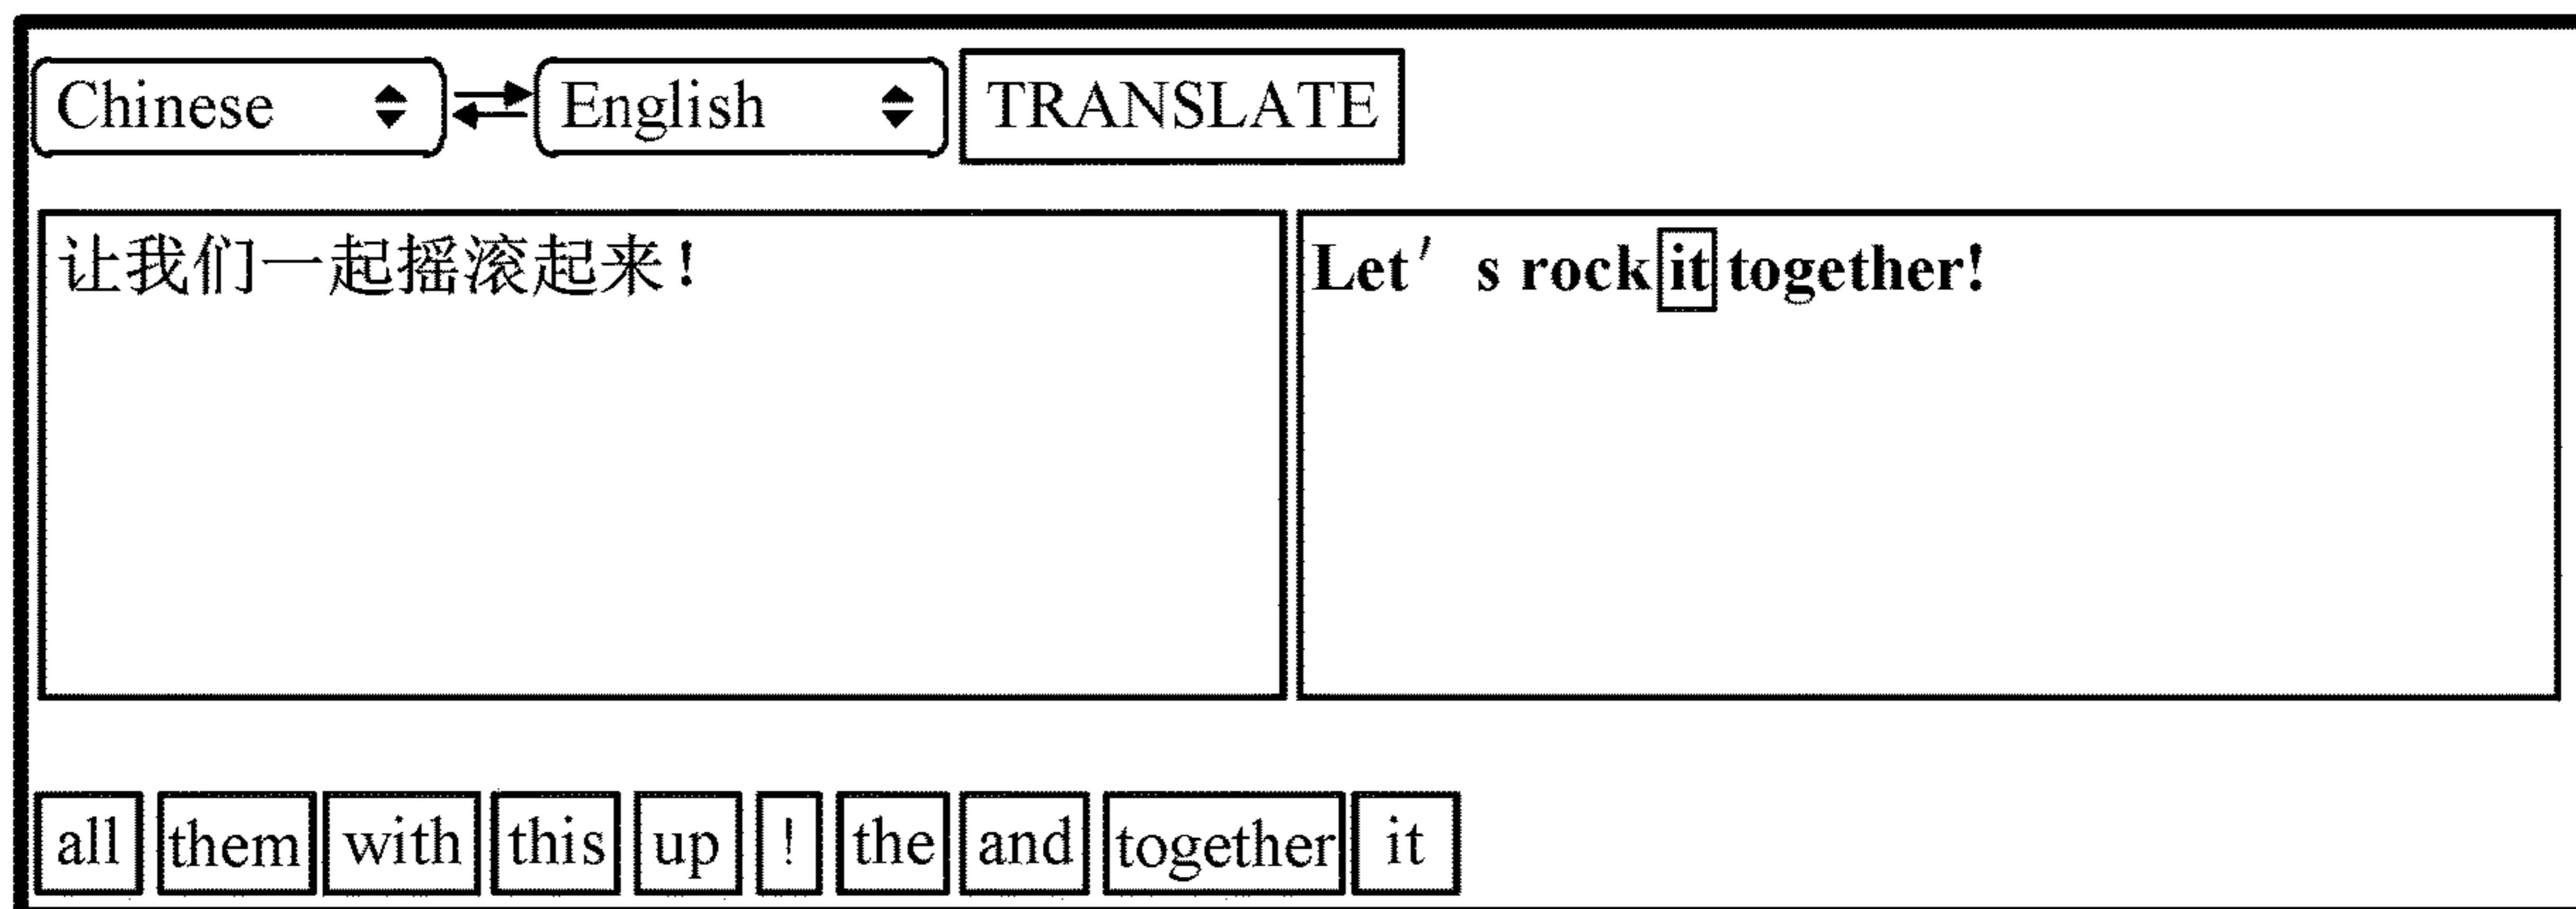 Chinese English TRANSLATE
让我们一起摇滚起来!
Let's rock it together!
all them with this up ! the and together it